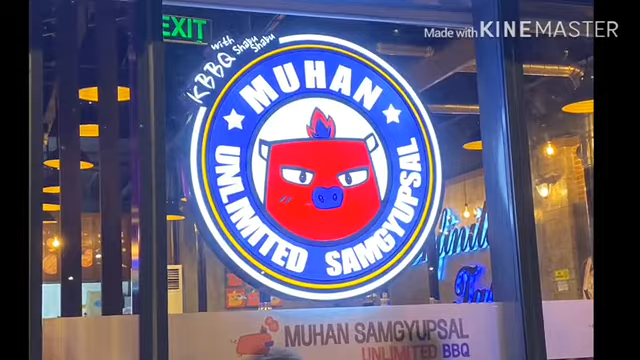 EXIT
Made with KINEMASTER
KBBQ with Shabu Shabu
MUHAN
UNLIMITED SAMGYUPSAL
MUHAN SAMGYUPSAL
UNLIMITED BBQ